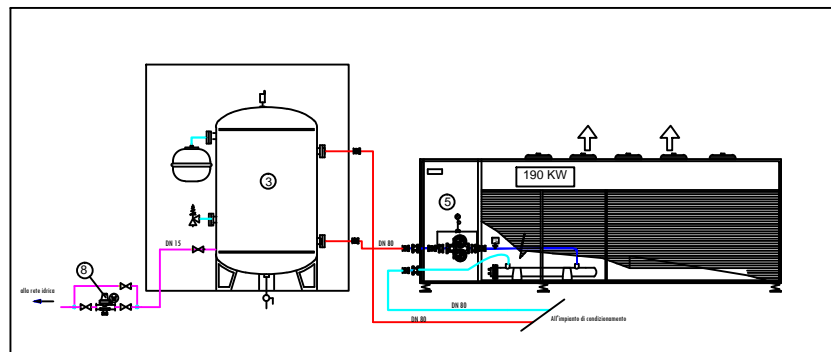 190 KW
3
5
DN 15
DN 80
8
alla rete idrica
DN 80
DN 80
All'impianto di condizionamento